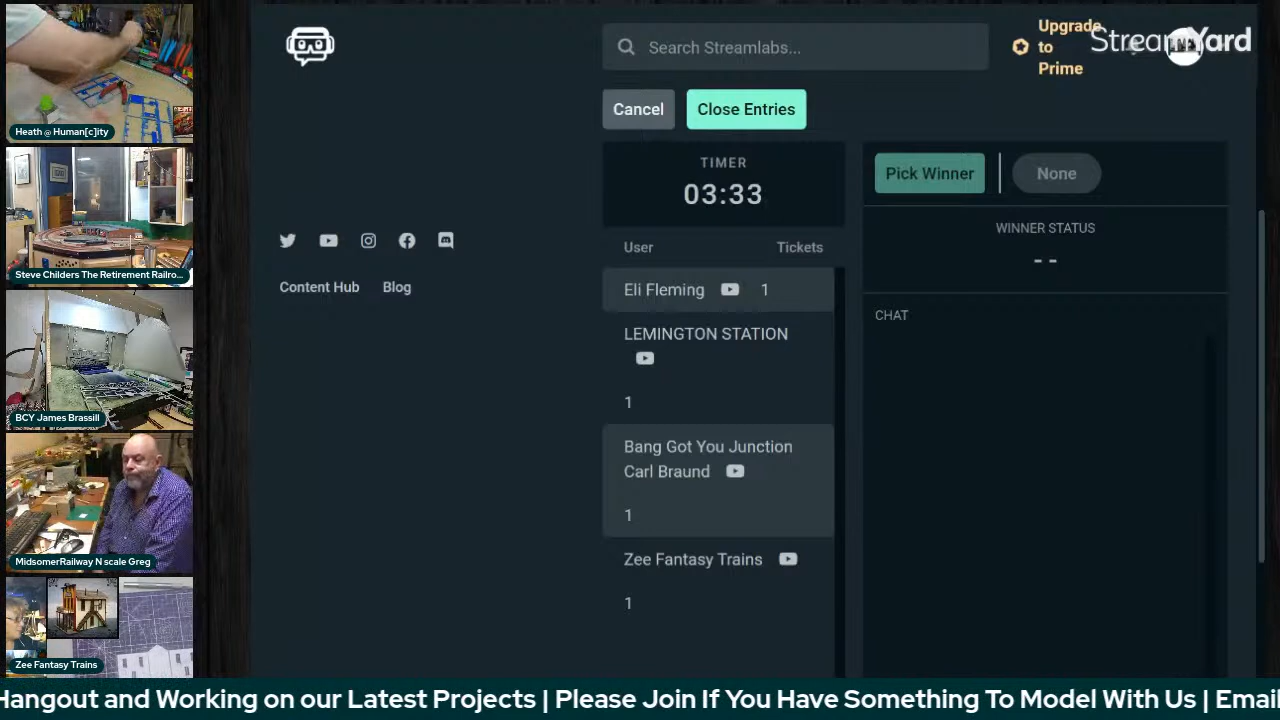 Heath @ Human[c]ity
Steve Childers The Retirement Railro...
BCY James Brassill
MidsomerRailway N scale Greg
Zee Fantasy Trains
Search Streamlabs...
Upgrade
to
Prime
StreamYard
Cancel
Close Entries
TIMER
03:33
Pick Winner
None
WINNER STATUS
--
User
Tickets
Eli Fleming
1
LEMINGTON STATION
1
Bang Got You Junction
Carl Braund
1
Zee Fantasy Trains
1
CHAT
Content Hub
Blog
Hangout and Working on our Latest Projects | Please Join If You Have Something To Model With Us | Email